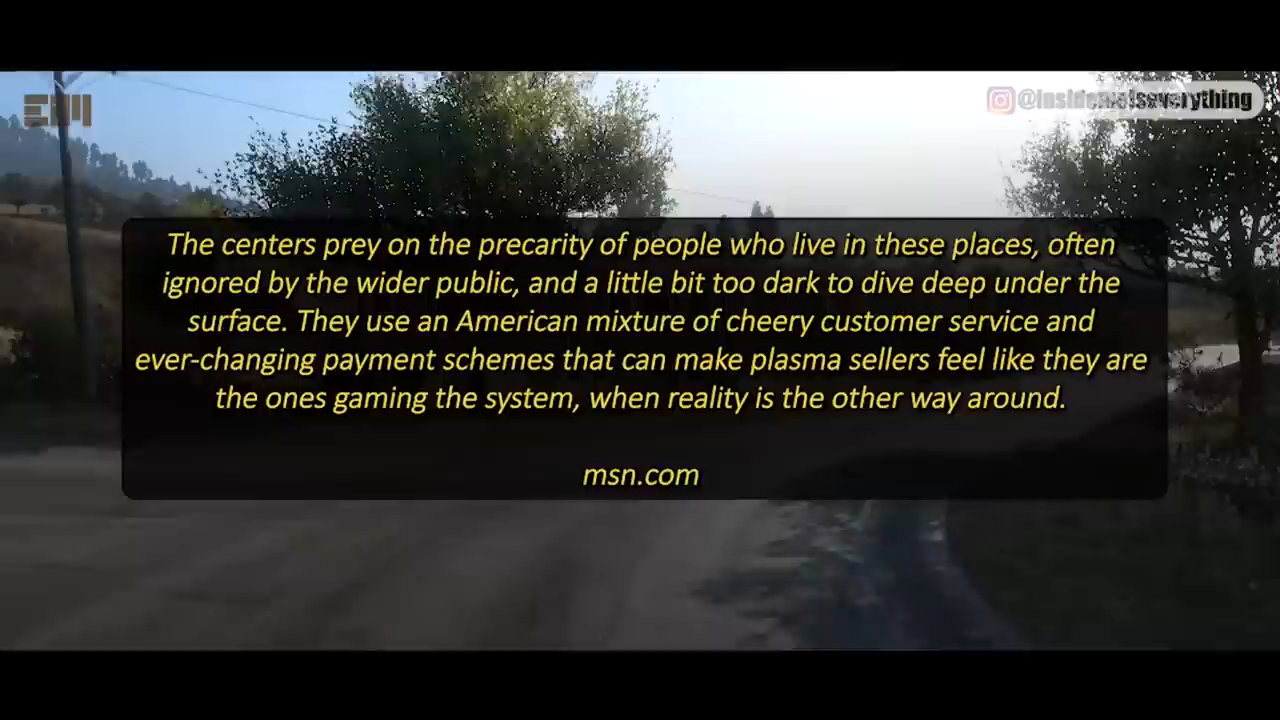 EIM
The centers prey on the precarity of people who live in these places, often
ignored by the wider public, and a little bit too dark to dive deep under the
surface. They use an American mixture of cheery customer service and
ever-changing payment schemes that can make plasma sellers feel like they are
the ones gaming the system, when reality is the other way around.
msn.com